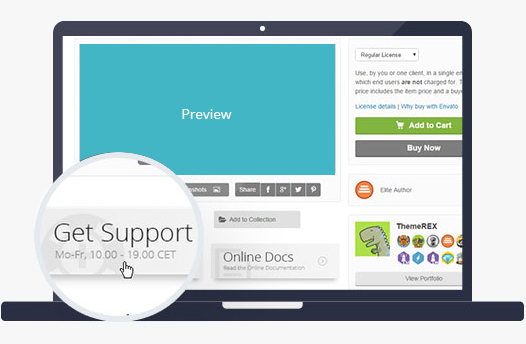 Preview
Regular License
Use, by you or one client, in a single
which end users are not charged for. T
price includes the item price and a buye
License details | Why buy with Envato
Add to Cart
Buy Now
Share
Elite Author
Add to Collection
Get Support
Mo-Fr, 10.00 - 19.00 CET
Online Docs
Read the Online Documentation
ThemeREX
View Portfolio